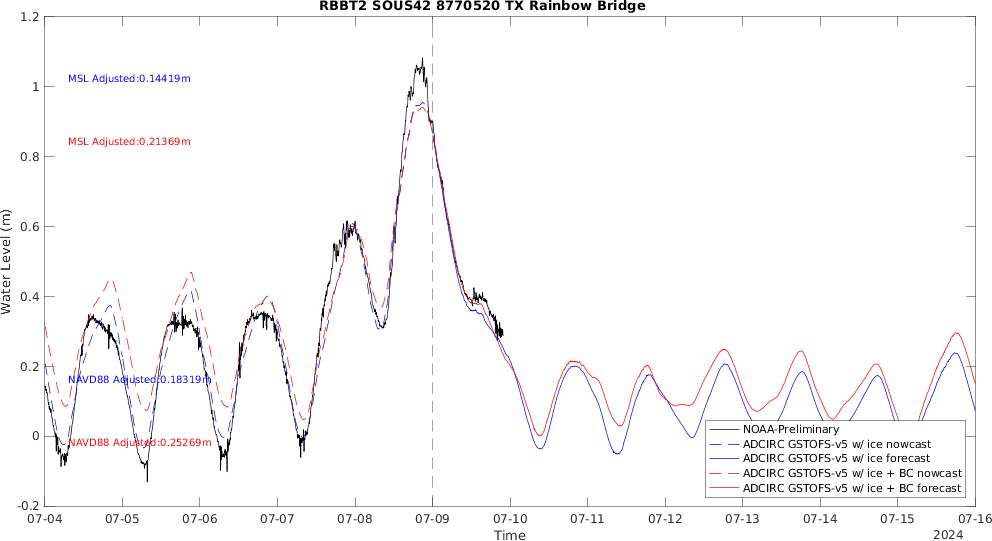 RBBT2 SOUS42 8770520 TX Rainbow Bridge
1.2
1
0.8
0.6
0.4
0.2
0
-0.2
Water Level (m)
MSL Adjusted:0.14419m
MSL Adjusted:0.21369m
NAVD88 Adjusted:0.18319m
NAVD88 Adjusted:0.25269m
NOAA-Preliminary
ADCIRC GSTOFS-v5 w/ ice nowcast
ADCIRC GSTOFS-v5 w/ ice forecast
ADCIRC GSTOFS-v5 w/ ice + BC nowcast
ADCIRC GSTOFS-v5 w/ ice + BC forecast
07-04 07-05 07-06 07-07 07-08 07-09 07-10 07-11 07-12 07-13 07-14 07-15 07-16
Time
2024